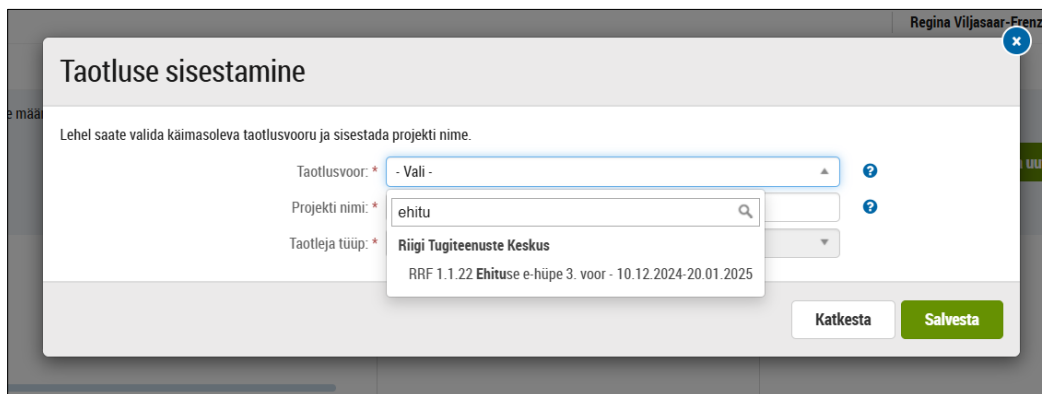 Regina Viljasaar-Frenz
Taotluse sisestamine
e määr
Lehel saate valida käimasoleva taotlusvooru ja sisestada projekti nime.
Taotlusvoor: * - Vali -
uu
Projekti nimi: *
ehitu
Taotleja tüüp: *
Riigi Tugiteenuste Keskus
RRF 1.1.22 Ehituse e-hüpe 3. voor - 10.12.2024-20.01.2025
Katkesta
Salvesta